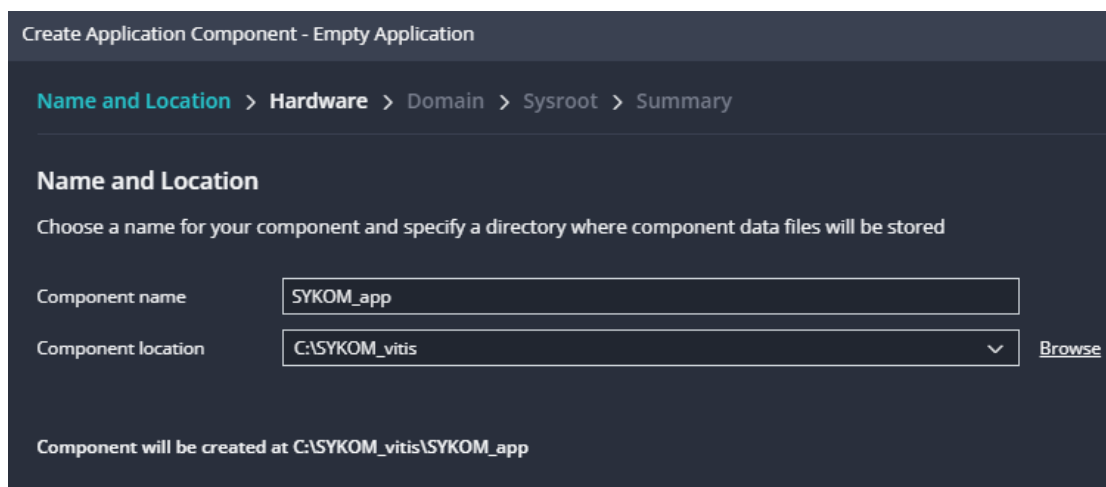 Create Application Component - Empty Application
Name and Location > Hardware > Domain > Sysroot > Summary
Name and Location
Choose a name for your component and specify a directory where component data files will be stored
Component name SYKOM_app
Component location C:\SYKOM_vitis Browse
Component will be created at C:\SYKOM_vitis\SYKOM_app